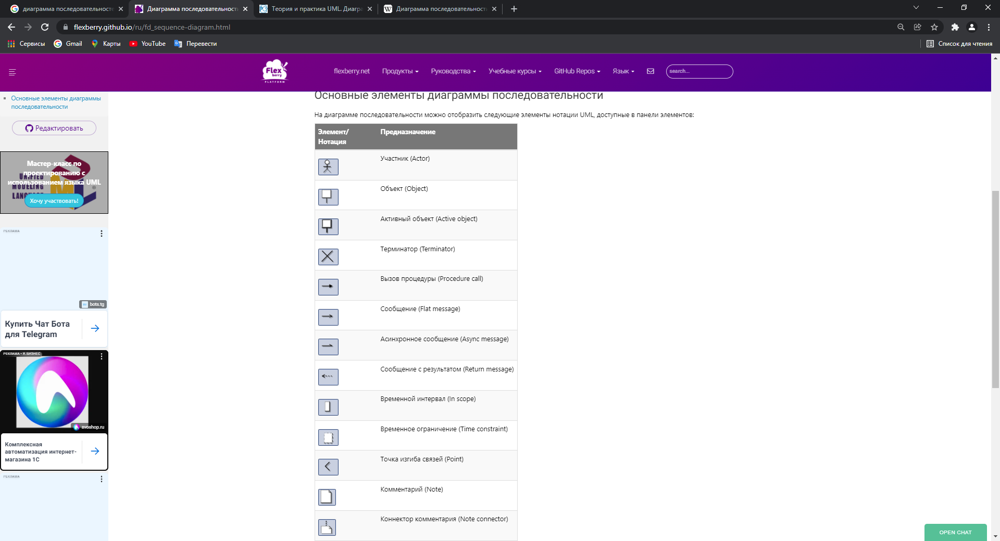 диаграмма последовательносте
Диаграмма последовательност
Теория и практика UML. Диагра
Диаграмма последовательност
flexberry.github.io/ru/fd_sequence-diagram.html
Сервисы
Gmail
Карты
YouTube
Перевести
Список для чтения
Flex
berry
PLATFORM
flexberry.net
Продукты
Руководства
Учебные курсы
GitHub Repos
Язык
search...
Основные элементы диаграммы
последовательности
Редактировать
Мастер-класс по
проектированию с
использованием языка UML
UNIFIED
MODELING
LANGUAGE
Хочу участвовать!
РЕКЛАМА
bots.tg
Купить Чат Бота
для Telegram
РЕКЛАМА • Я.БИЗНЕС
avoshop.ru
Комплексная
автоматизация интернет-
магазина 1С
РЕКЛАМА
Основные элементы диаграммы последовательности
На диаграмме последовательности можно отобразить следующие элементы нотации UML, доступные в панели элементов:
Элемент/
Нотация
Предназначение
Участник (Actor)
Объект (Object)
Активный объект (Active object)
Терминатор (Terminator)
Вызов процедуры (Procedure call)
Сообщение (Flat message)
Асинхронное сообщение (Async message)
Сообщение с результатом (Return message)
Временной интервал (In scope)
Временное ограничение (Time constraint)
Точка изгиба связей (Point)
Комментарий (Note)
Коннектор комментария (Note connector)
OPEN CHAT